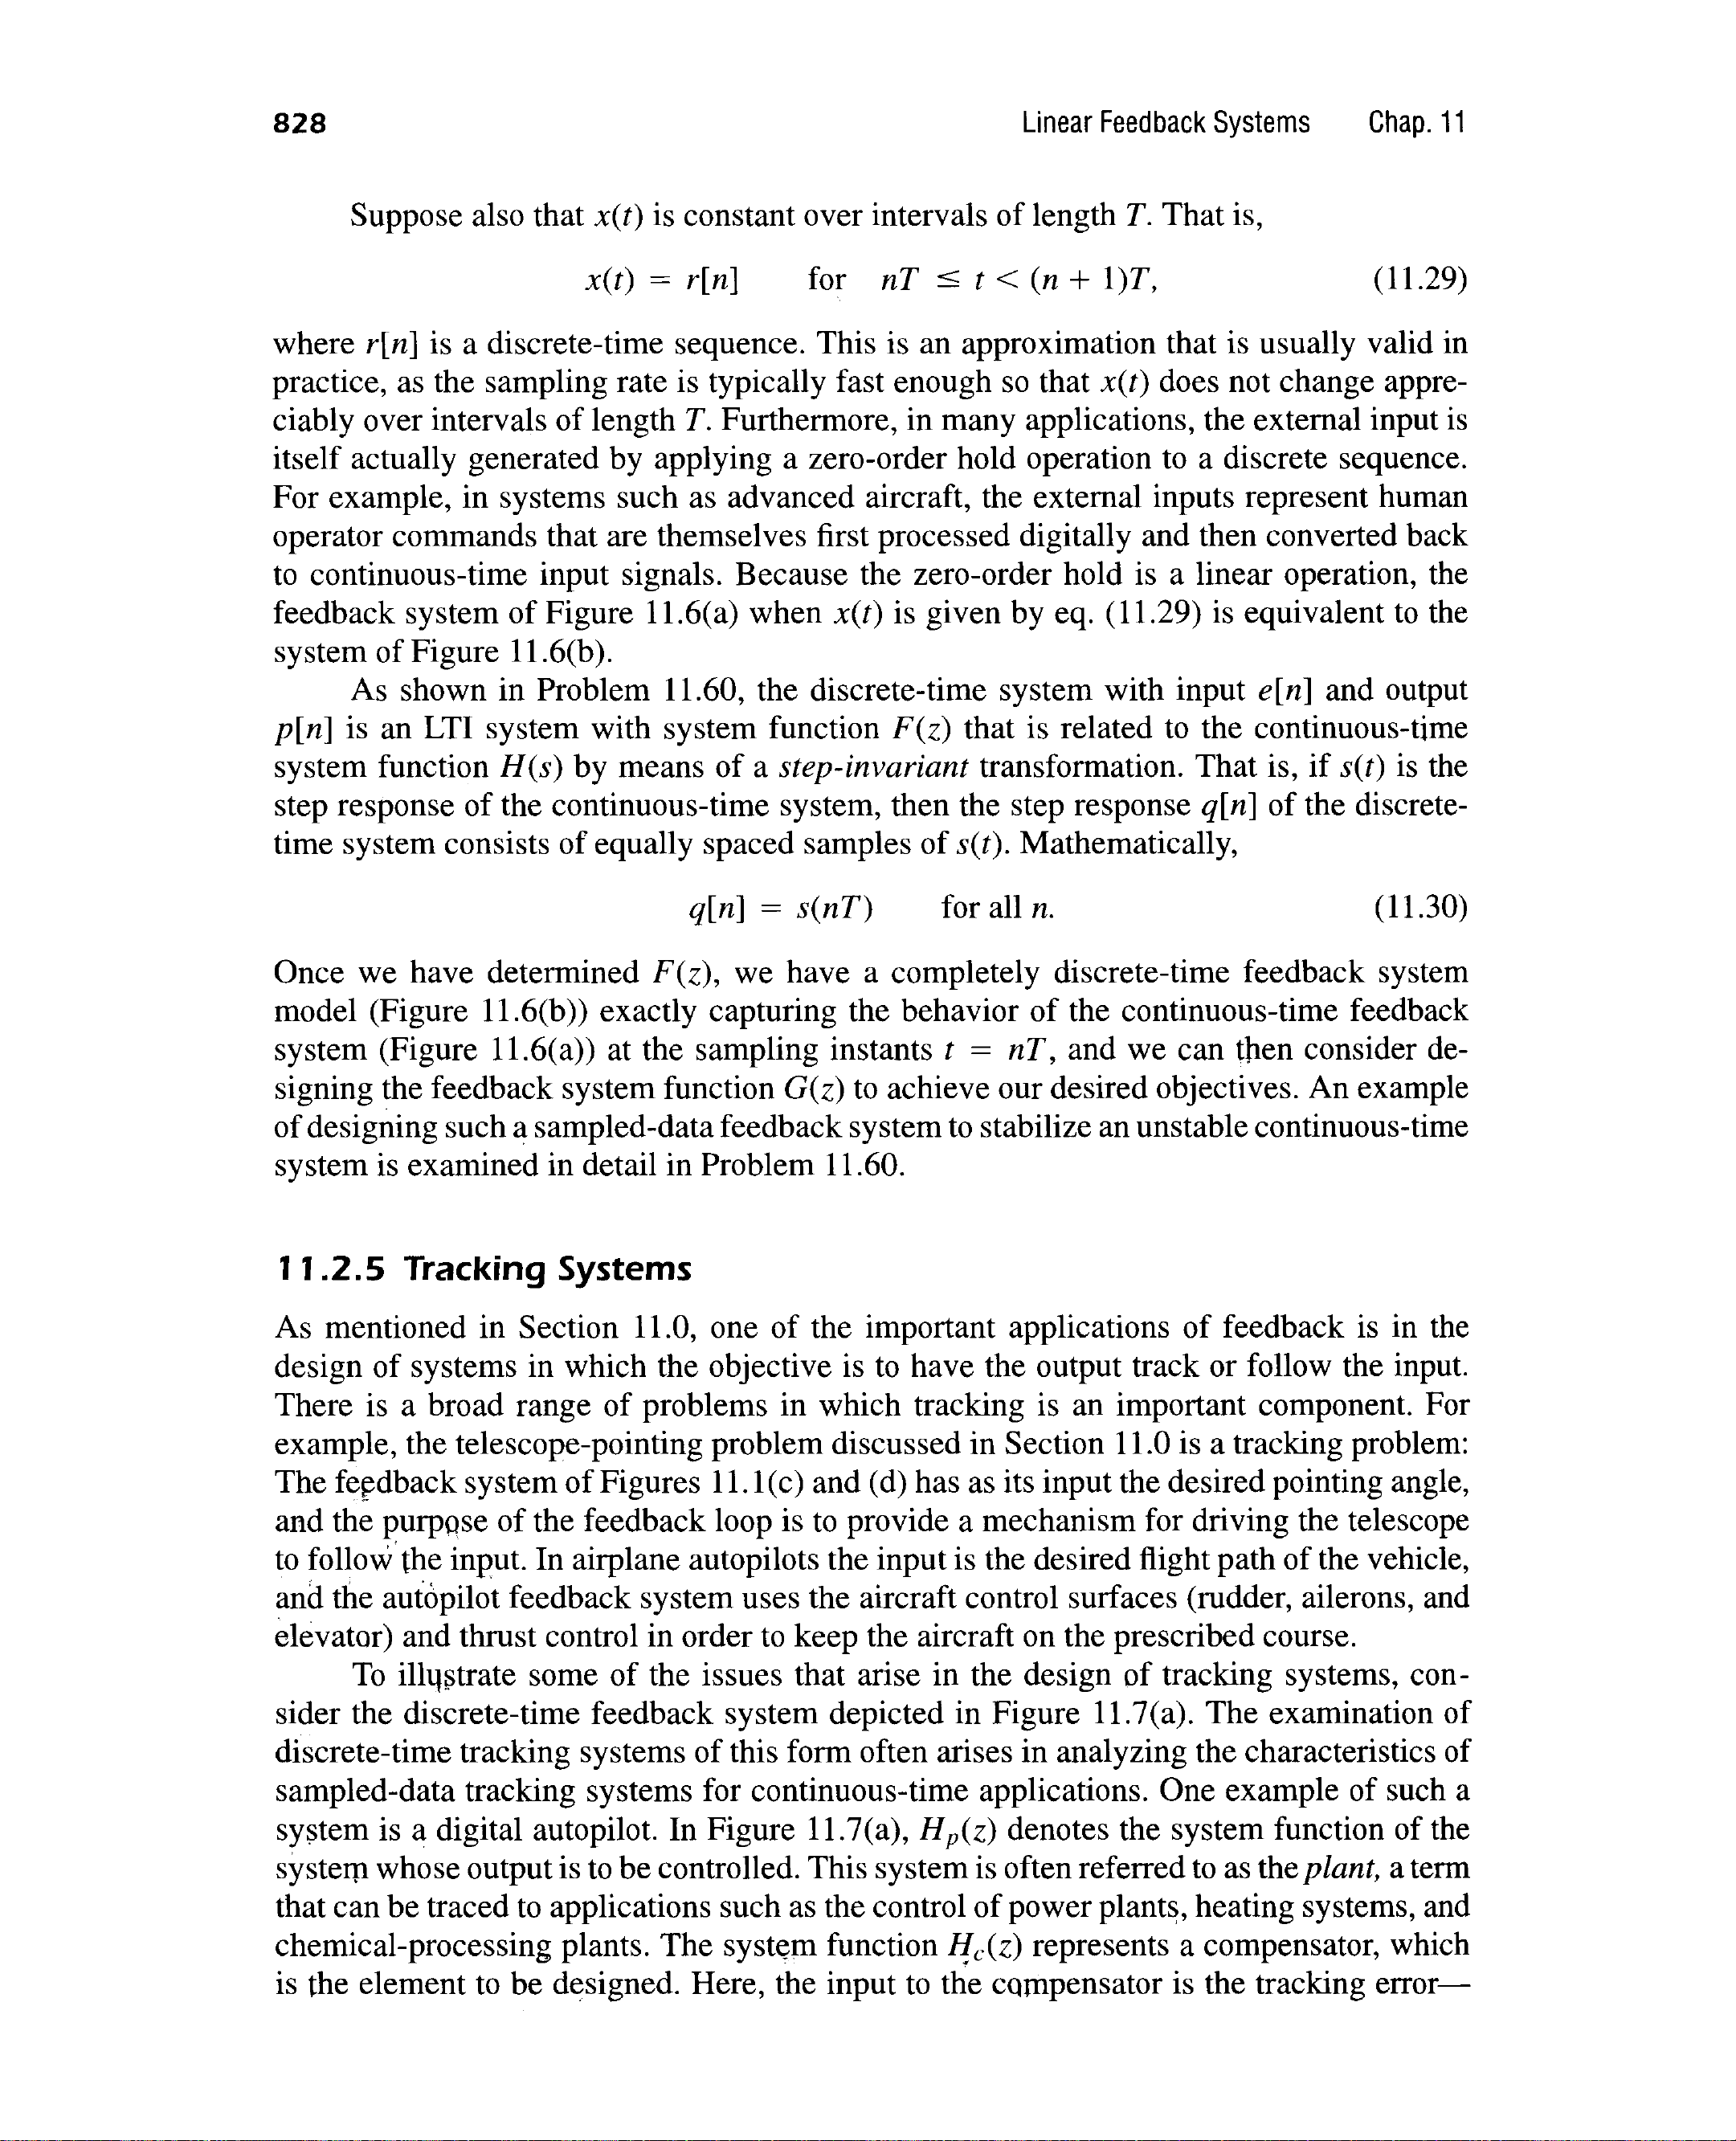 828 Linear Feedback Systems Chap. 11
Suppose also that x(t) is constant over intervals of length T. That is,
x(t) = r[n] for nT ≤ t < (n + 1)T, (11.29)
where r[n] is a discrete-time sequence. This is an approximation that is usually valid in
practice, as the sampling rate is typically fast enough so that x(t) does not change appre-
ciably over intervals of length T. Furthermore, in many applications, the external input is
itself actually generated by applying a zero-order hold operation to a discrete sequence.
For example, in systems such as advanced aircraft, the external inputs represent human
operator commands that are themselves first processed digitally and then converted back
to continuous-time input signals. Because the zero-order hold is a linear operation, the
feedback system of Figure 11.6(a) when x(t) is given by eq. (11.29) is equivalent to the
system of Figure 11.6(b).
As shown in Problem 11.60, the discrete-time system with input e[n] and output
p[n] is an LTI system with system function F(z) that is related to the continuous-time
system function H(s) by means of a step-invariant transformation. That is, if s(t) is the
step response of the continuous-time system, then the step response q[n] of the discrete-
time system consists of equally spaced samples of s(t). Mathematically,
q[n] = s(nT) for all n. (11.30)
Once we have determined F(z), we have a completely discrete-time feedback system
model (Figure 11.6(b)) exactly capturing the behavior of the continuous-time feedback
system (Figure 11.6(a)) at the sampling instants t = nT, and we can then consider de-
signing the feedback system function G(z) to achieve our desired objectives. An example
of designing such a sampled-data feedback system to stabilize an unstable continuous-time
system is examined in detail in Problem 11.60.
11.2.5 Tracking Systems
As mentioned in Section 11.0, one of the important applications of feedback is in the
design of systems in which the objective is to have the output track or follow the input.
There is a broad range of problems in which tracking is an important component. For
example, the telescope-pointing problem discussed in Section 11.0 is a tracking problem:
The feedback system of Figures 11.1(c) and (d) has as its input the desired pointing angle,
and the purpose of the feedback loop is to provide a mechanism for driving the telescope
to follow the input. In airplane autopilots the input is the desired flight path of the vehicle,
and the autopilot feedback system uses the aircraft control surfaces (rudder, ailerons, and
elevator) and thrust control in order to keep the aircraft on the prescribed course.
To illustrate some of the issues that arise in the design of tracking systems, con-
sider the discrete-time feedback system depicted in Figure 11.7(a). The examination of
discrete-time tracking systems of this form often arises in analyzing the characteristics of
sampled-data tracking systems for continuous-time applications. One example of such a
system is a digital autopilot. In Figure 11.7(a), Hp(z) denotes the system function of the
system whose output is to be controlled. This system is often referred to as the plant, a term
that can be traced to applications such as the control of power plants, heating systems, and
chemical-processing plants. The system function Hc(z) represents a compensator, which
is the element to be designed. Here, the input to the compensator is the tracking error—